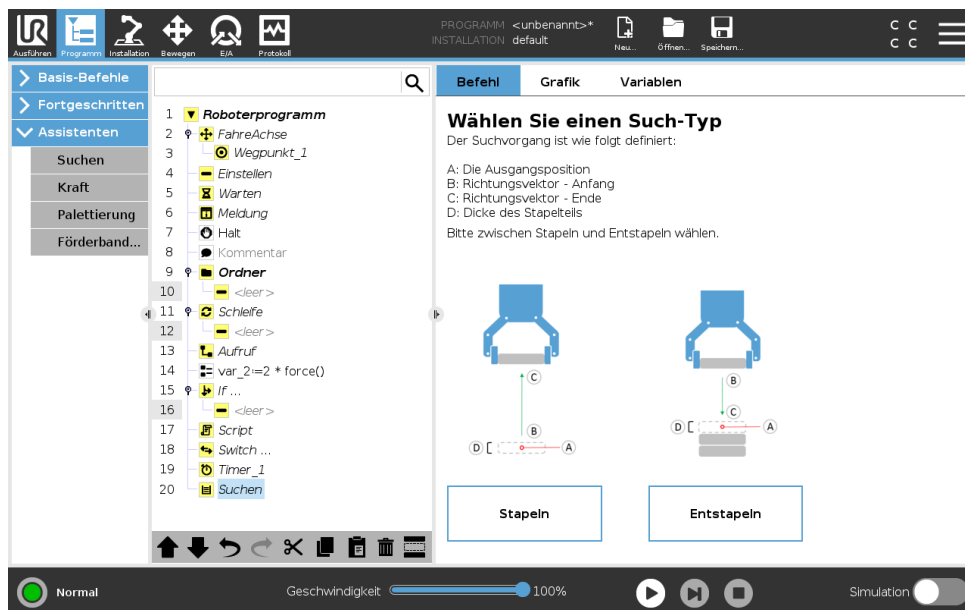 Ausführen
Programm
Installation
Bewegen
E/A
Protokoll
PROGRAMM <unbenannt>*
INSTALLATION default
Neu...
Öffnen...
Speichern...
C C
C C
Basis-Befehle
Fortgeschritten
Assistenten
Suchen
Kraft
Palettierung
Förderband...
1 Roboterprogramm
2 FahreAchse
3 Wegpunkt_1
4 Einstellen
5 Warten
6 Meldung
7 Halt
8 Kommentar
9 Ordner
10 <leer>
11 Schleife
12 <leer>
13 Aufruf
14 var_2:=2 * force()
15 If ...
16 <leer>
17 Script
18 Switch ...
19 Timer_1
20 Suchen
Befehl Grafik Variablen
Wählen Sie einen Such-Typ
Der Suchvorgang ist wie folgt definiert:
A: Die Ausgangsposition
B: Richtungsvektor - Anfang
C: Richtungsvektor - Ende
D: Dicke des Stapelteils
Bitte zwischen Stapeln und Entstapeln wählen.
C
B
D
A
B
C
D
A
Stapeln
Entstapeln
Normal
Geschwindigkeit
100%
Simulation